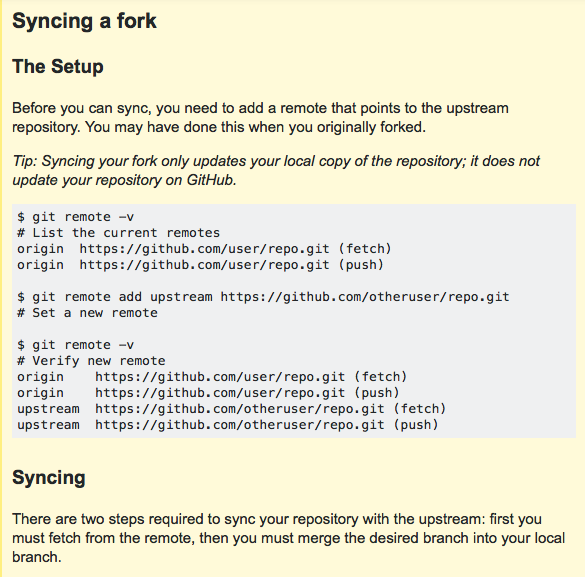 Syncing a fork
The Setup
Before you can sync, you need to add a remote that points to the upstream
repository. You may have done this when you originally forked.
Tip: Syncing your fork only updates your local copy of the repository; it does not
update your repository on GitHub.
$ git remote -v
# List the current remotes
origin  https://github.com/user/repo.git (fetch)
origin  https://github.com/user/repo.git (push)
$ git remote add upstream https://github.com/otheruser/repo.git
# Set a new remote
$ git remote -v
# Verify new remote
origin    https://github.com/user/repo.git (fetch)
origin    https://github.com/user/repo.git (push)
upstream  https://github.com/otheruser/repo.git (fetch)
upstream  https://github.com/otheruser/repo.git (push)
Syncing
There are two steps required to sync your repository with the upstream: first you
must fetch from the remote, then you must merge the desired branch into your local
branch.